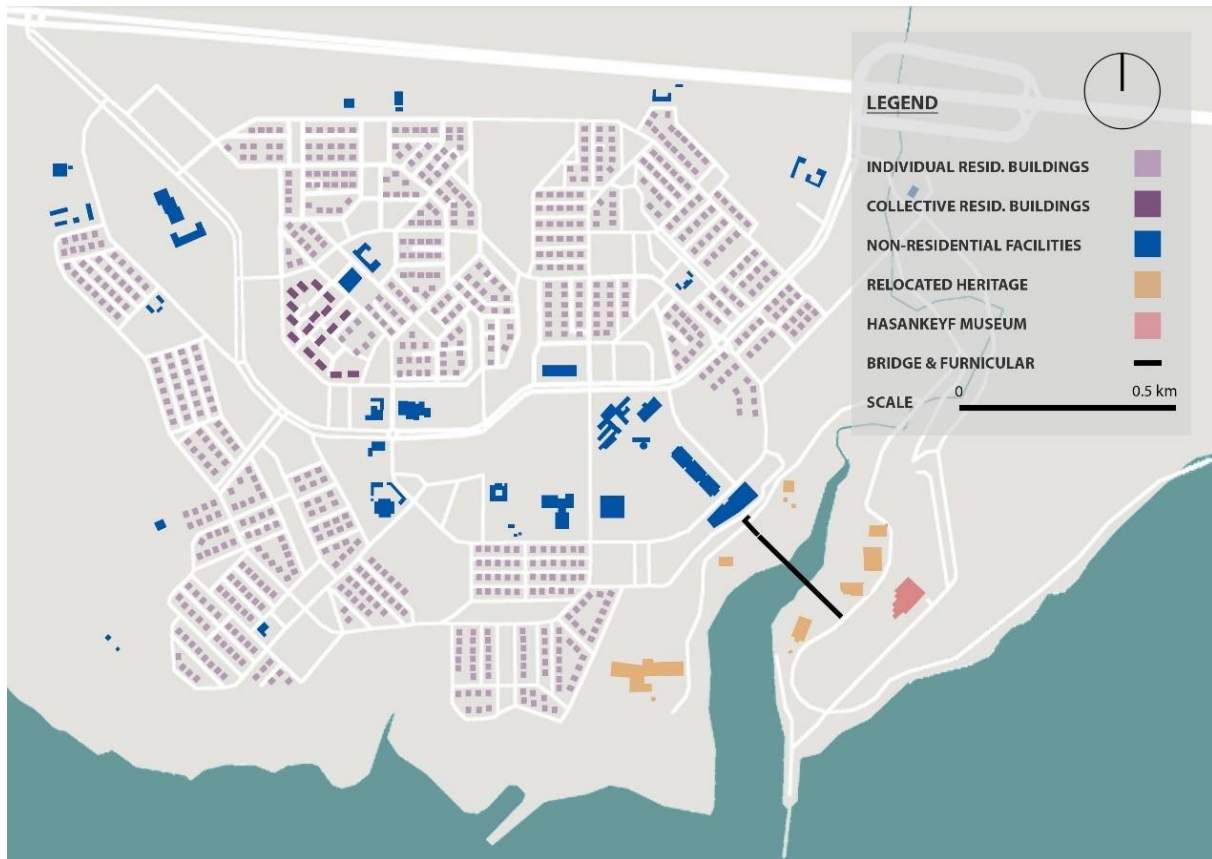 LEGEND
INDIVIDUAL RESID. BUILDINGS
COLLECTIVE RESID. BUILDINGS
NON-RESIDENTIAL FACILITIES
RELOCATED HERITAGE
HASANKEYF MUSEUM
BRIDGE & FURNICULAR
SCALE 0 0.5 km